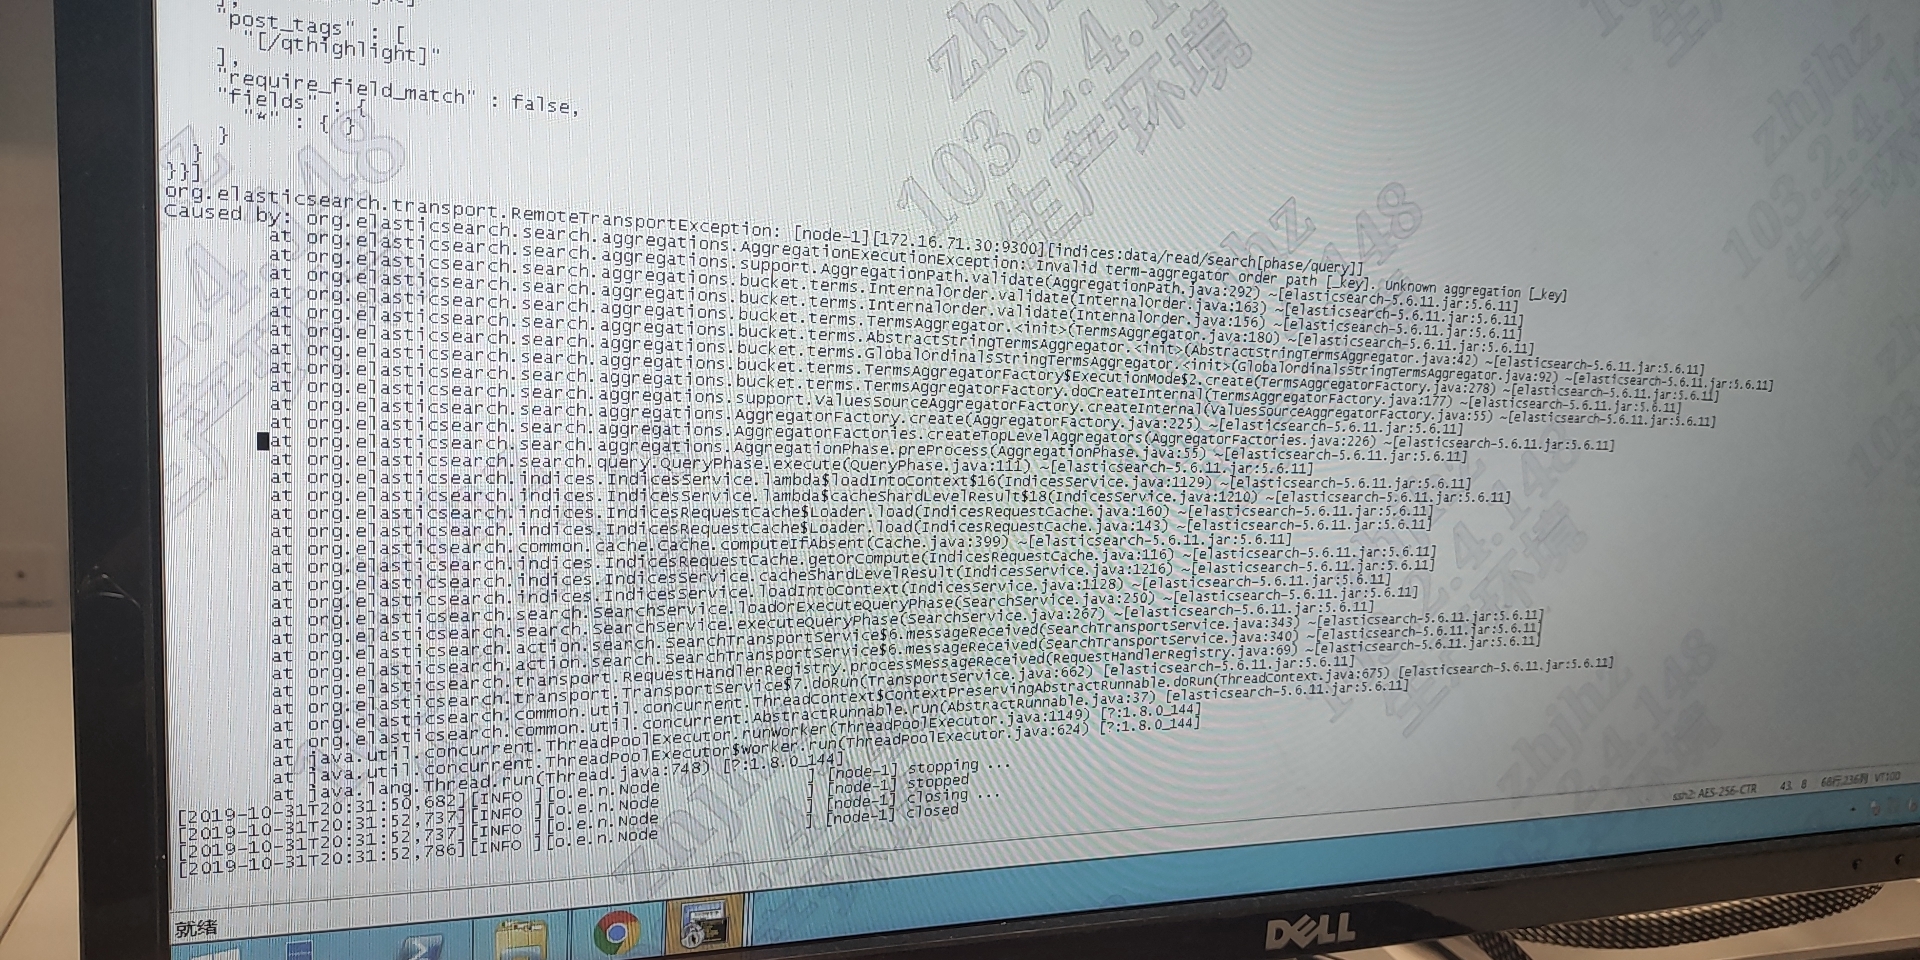 ],
"post_tags" : [
"[/qthighlight]"
],
"require_field_match" : false,
"fields" : {
"*" : { }
}
}
}}]
org.elasticsearch.transport.RemoteTransportException: [node-1][172.16.71.30:9300][indices:data/read/search[phase/query]]
Caused by: org.elasticsearch.search.aggregations.AggregationExecutionException: Invalid term-aggregator order path [_key]. Unknown aggregation [_key]
at org.elasticsearch.search.aggregations.support.AggregationPath.validate(AggregationPath.java:292) ~[elasticsearch-5.6.11.jar:5.6.11]
at org.elasticsearch.search.aggregations.bucket.terms.InternalOrder.validate(InternalOrder.java:163) ~[elasticsearch-5.6.11.jar:5.6.11]
at org.elasticsearch.search.aggregations.bucket.terms.InternalOrder.validate(InternalOrder.java:156) ~[elasticsearch-5.6.11.jar:5.6.11]
at org.elasticsearch.search.aggregations.bucket.terms.TermsAggregator.<init>(TermsAggregator.java:180) ~[elasticsearch-5.6.11.jar:5.6.11]
at org.elasticsearch.search.aggregations.bucket.terms.AbstractStringTermsAggregator.<init>(AbstractStringTermsAggregator.java:42) ~[elasticsearch-5.6.11.jar:5.6.11]
at org.elasticsearch.search.aggregations.bucket.terms.GlobalOrdinalsStringTermsAggregator.<init>(GlobalOrdinalsStringTermsAggregator.java:92) ~[elasticsearch-5.6.11.jar:5.6.11]
at org.elasticsearch.search.aggregations.bucket.terms.TermsAggregatorFactory$ExecutionMode$2.create(TermsAggregatorFactory.java:278) ~[elasticsearch-5.6.11.jar:5.6.11]
at org.elasticsearch.search.aggregations.bucket.terms.TermsAggregatorFactory.doCreateInternal(TermsAggregatorFactory.java:177) ~[elasticsearch-5.6.11.jar:5.6.11]
at org.elasticsearch.search.aggregations.support.ValuesSourceAggregatorFactory.createInternal(ValuesSourceAggregatorFactory.java:55) ~[elasticsearch-5.6.11.jar:5.6.11]
at org.elasticsearch.search.aggregations.AggregatorFactory.create(AggregatorFactory.java:225) ~[elasticsearch-5.6.11.jar:5.6.11]
at org.elasticsearch.search.aggregations.AggregatorFactories.createTopLevelAggregators(AggregatorFactories.java:226) ~[elasticsearch-5.6.11.jar:5.6.11]
at org.elasticsearch.search.aggregations.AggregationPhase.preProcess(AggregationPhase.java:55) ~[elasticsearch-5.6.11.jar:5.6.11]
at org.elasticsearch.search.query.QueryPhase.execute(QueryPhase.java:111) ~[elasticsearch-5.6.11.jar:5.6.11]
at org.elasticsearch.indices.IndicesService.lambda$loadIntoContext$16(IndicesService.java:1129) ~[elasticsearch-5.6.11.jar:5.6.11]
at org.elasticsearch.indices.IndicesService.lambda$cacheShardLevelResult$18(IndicesService.java:1210) ~[elasticsearch-5.6.11.jar:5.6.11]
at org.elasticsearch.indices.IndicesRequestCache$Loader.load(IndicesRequestCache.java:160) ~[elasticsearch-5.6.11.jar:5.6.11]
at org.elasticsearch.indices.IndicesRequestCache$Loader.load(IndicesRequestCache.java:143) ~[elasticsearch-5.6.11.jar:5.6.11]
at org.elasticsearch.common.cache.Cache.computeIfAbsent(Cache.java:399) ~[elasticsearch-5.6.11.jar:5.6.11]
at org.elasticsearch.indices.IndicesRequestCache.getOrCompute(IndicesRequestCache.java:116) ~[elasticsearch-5.6.11.jar:5.6.11]
at org.elasticsearch.indices.IndicesService.cacheShardLevelResult(IndicesService.java:1216) ~[elasticsearch-5.6.11.jar:5.6.11]
at org.elasticsearch.indices.IndicesService.loadIntoContext(IndicesService.java:1128) ~[elasticsearch-5.6.11.jar:5.6.11]
at org.elasticsearch.search.SearchService.loadOrExecuteQueryPhase(SearchService.java:250) ~[elasticsearch-5.6.11.jar:5.6.11]
at org.elasticsearch.search.SearchService.executeQueryPhase(SearchService.java:267) ~[elasticsearch-5.6.11.jar:5.6.11]
at org.elasticsearch.action.search.SearchTransportService$6.messageReceived(SearchTransportService.java:343) ~[elasticsearch-5.6.11.jar:5.6.11]
at org.elasticsearch.action.search.SearchTransportService$6.messageReceived(SearchTransportService.java:340) ~[elasticsearch-5.6.11.jar:5.6.11]
at org.elasticsearch.transport.RequestHandlerRegistry.processMessageReceived(RequestHandlerRegistry.java:69) ~[elasticsearch-5.6.11.jar:5.6.11]
at org.elasticsearch.transport.TransportService$7.doRun(TransportService.java:662) [elasticsearch-5.6.11.jar:5.6.11]
at org.elasticsearch.common.util.concurrent.ThreadContext$ContextPreservingAbstractRunnable.doRun(ThreadContext.java:675) [elasticsearch-5.6.11.jar:5.6.11]
at org.elasticsearch.common.util.concurrent.AbstractRunnable.run(AbstractRunnable.java:37) [elasticsearch-5.6.11.jar:5.6.11]
at java.util.concurrent.ThreadPoolExecutor.runWorker(ThreadPoolExecutor.java:1149) [?:1.8.0_144]
at java.util.concurrent.ThreadPoolExecutor$Worker.run(ThreadPoolExecutor.java:624) [?:1.8.0_144]
at java.lang.Thread.run(Thread.java:748) [?:1.8.0_144]
[2019-10-31T20:31:50,682][INFO ][o.e.n.Node ] [node-1] stopping ...
[2019-10-31T20:31:52,737][INFO ][o.e.n.Node ] [node-1] stopped
[2019-10-31T20:31:52,737][INFO ][o.e.n.Node ] [node-1] closing ...
[2019-10-31T20:31:52,786][INFO ][o.e.n.Node ] [node-1] closed
zhjhz
103.2.4.148
生产环境
就绪
ssh2: AES-256-CTR 43, 8 68行,236列 VT100
DELL